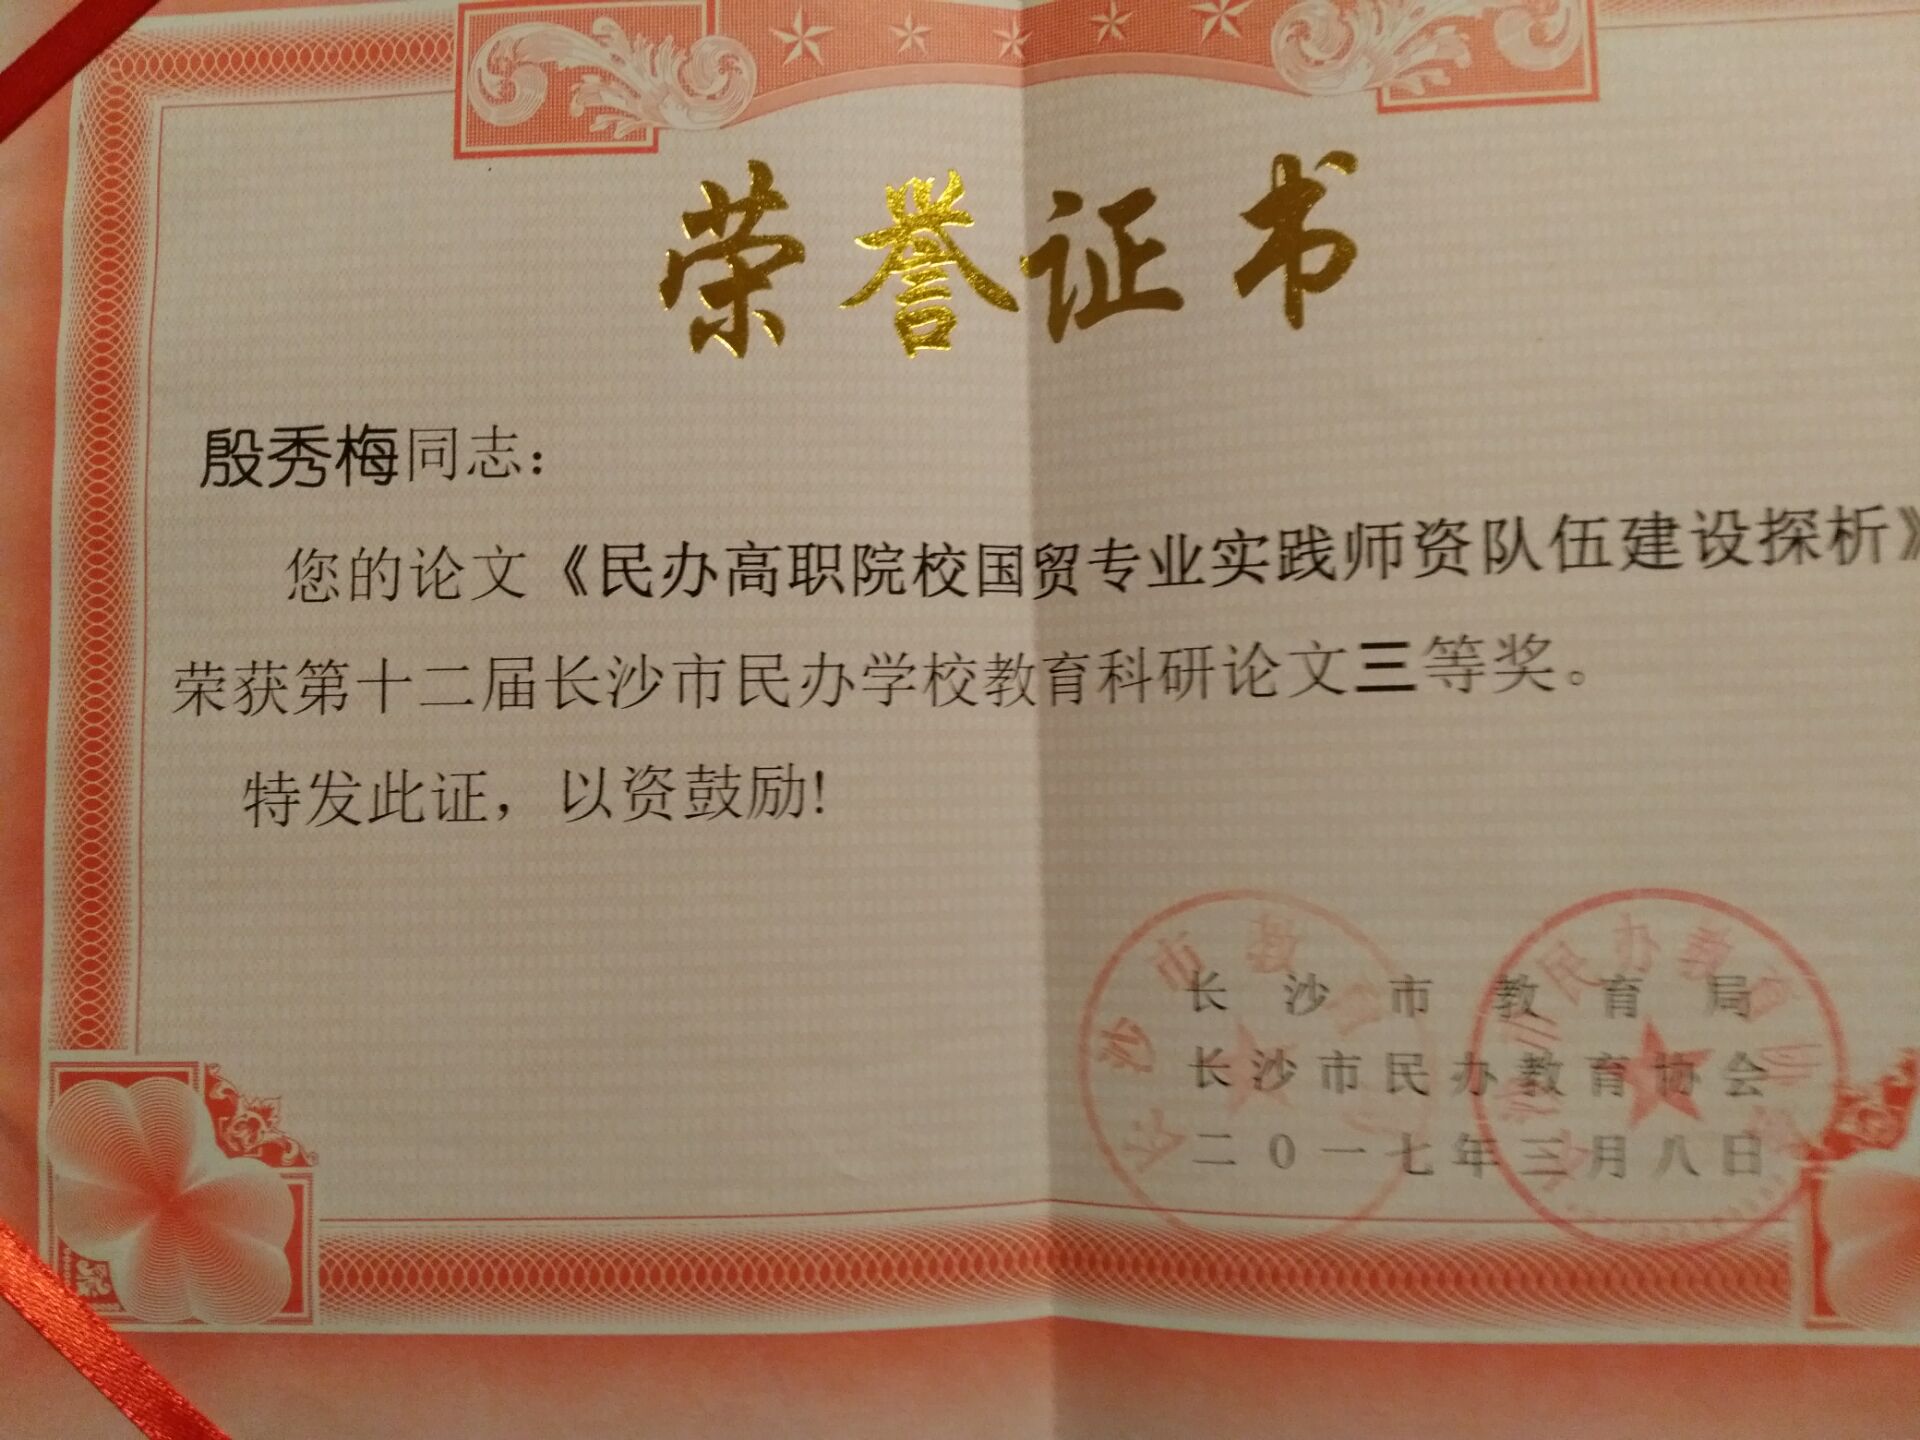 荣誉证书
殷秀梅同志：
您的论文《民办高职院校国贸专业实践师资队伍建设探析》
荣获第十二届长沙市民办学校教育科研论文三等奖。
特发此证，以资鼓励!
长沙市教育局
长沙市民办教育协会
二0一七年三月八日